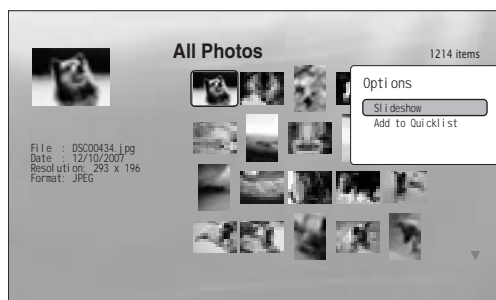 All Photos
1214 items
Options
Slideshow
Add to Quicklist
File : DSC00434.jpg
Date : 12/10/2007
Resolution: 293 x 196
Format: JPEG